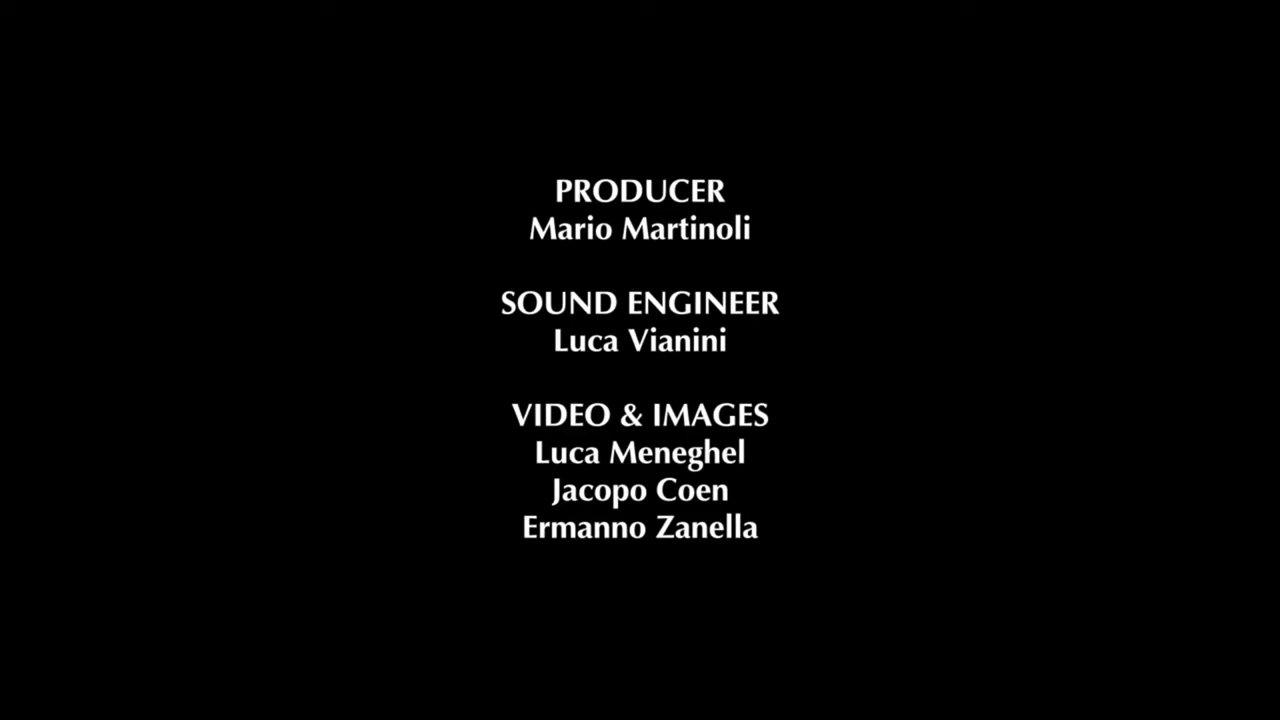 PRODUCER
Mario Martinoli
SOUND ENGINEER
Luca Vianini
VIDEO & IMAGES
Luca Meneghel
Jacopo Coen
Ermanno Zanella